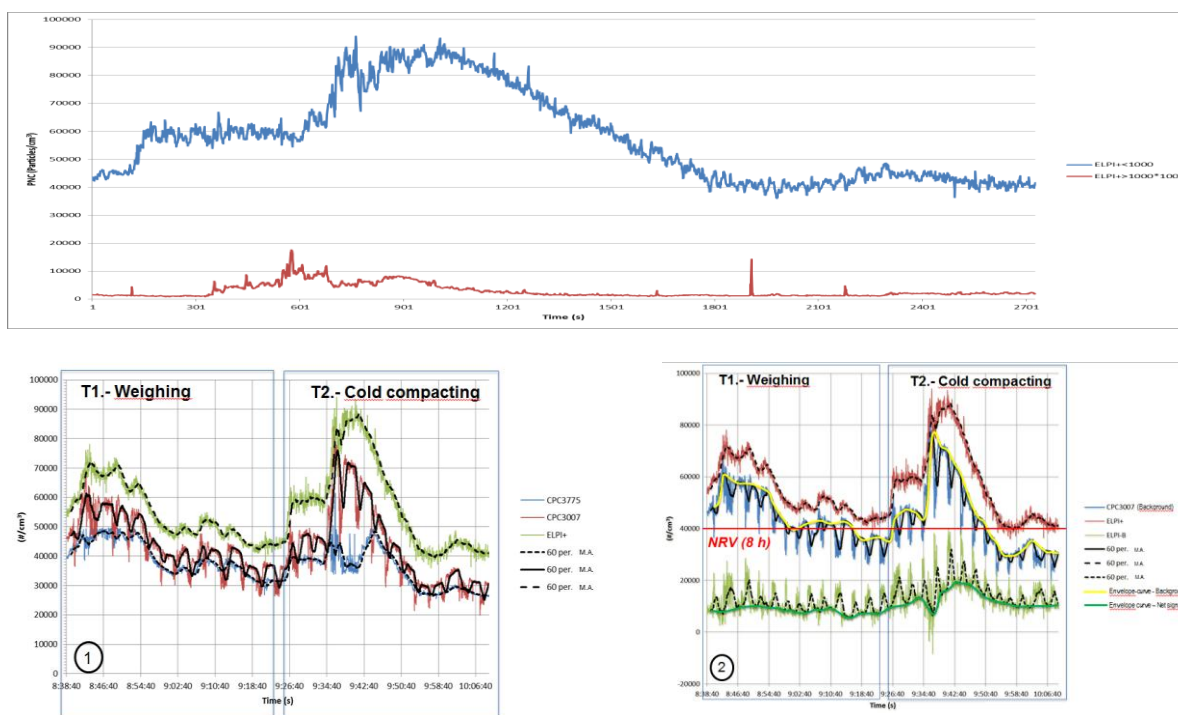 100000
90000
80000
70000
60000
50000
40000
30000
20000
10000
0
PNC (Particles/cm³)
1 301 601 901 1201 1501 1801 2101 2401 2701
Time (s)
ELPI+<1000
ELPI+>1000*100
T1.- Weighing
T2.- Cold compacting
100000
90000
80000
70000
60000
50000
40000
30000
20000
10000
0
(#/cm³)
1
8:38:40 8:46:40 8:54:40 9:02:40 9:10:40 9:18:40 9:26:40 9:34:40 9:42:40 9:50:40 9:58:40 10:06:40
Time (s)
CPC3775
CPC3007
ELPI+
60 per. M.A.
60 per. M.A.
60 per. M.A.
T1.- Weighing
T2.- Cold compacting
100000
80000
60000
40000
20000
0
-20000
(#/cm³)
NRV (8 h)
2
8:38:40 8:46:40 8:54:40 9:02:40 9:10:40 9:18:40 9:26:40 9:34:40 9:42:40 9:50:40 9:58:40 10:06:40
Time (s)
CPC3007 (Background)
ELPI+
ELPI-B
60 per. M.A.
60 per. M.A.
60 per. M.A.
Envelope curve - Backgro
Envelope curve – Net sign